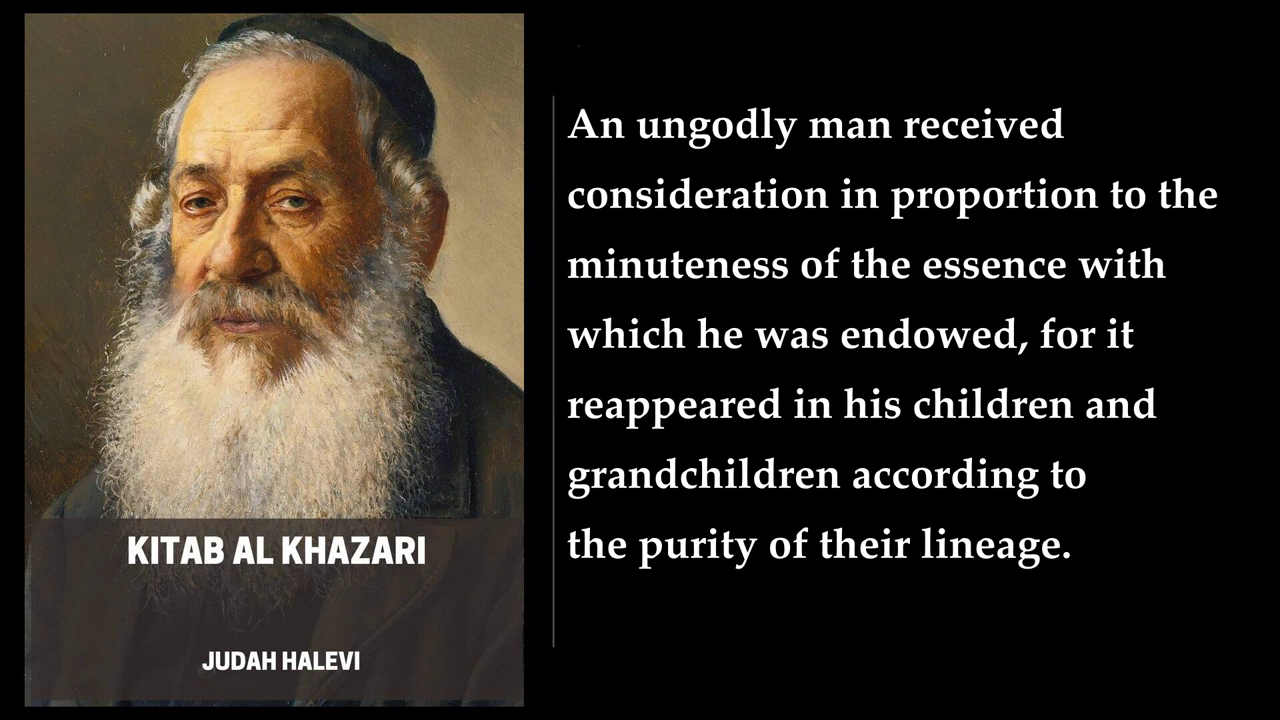 KITAB AL KHAZARI
JUDAH HALEVI
An ungodly man received
consideration in proportion to the
minuteness of the essence with
which he was endowed, for it
reappeared in his children and
grandchildren according to
the purity of their lineage.